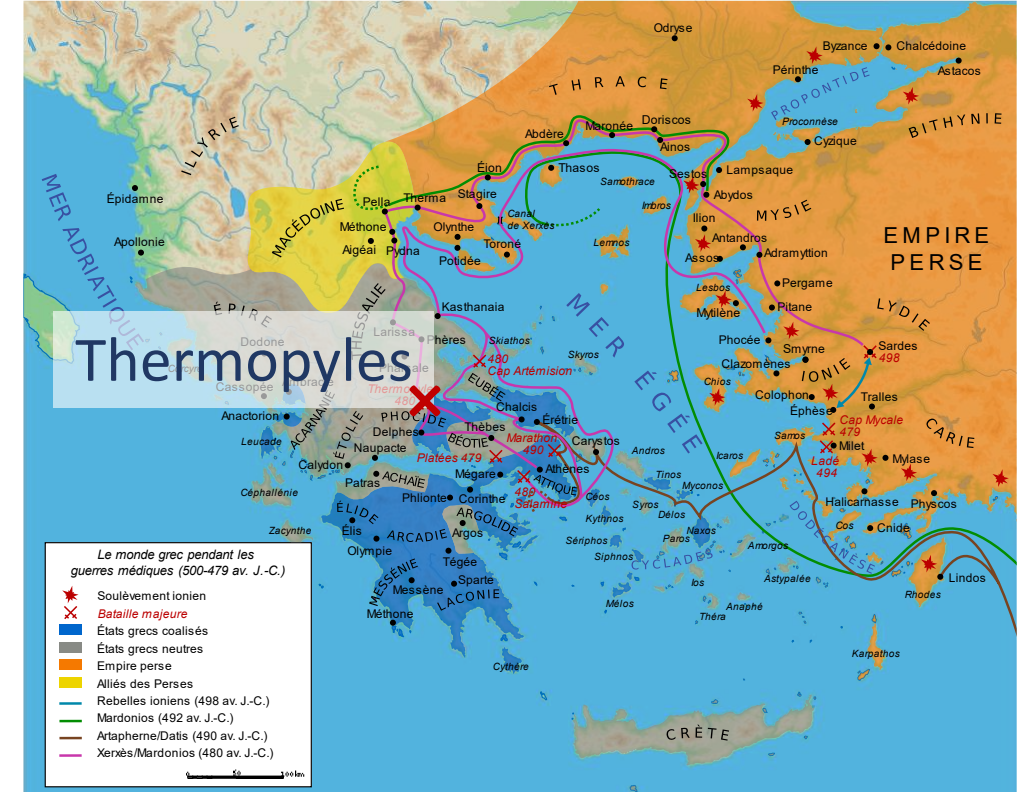 Odryse
Byzance
Chalcédoine
Périnthe
Astacos
THRACE
PROPONTIDE
Proconnèse
BITHYNIE
Cyzique
ILLYRIE
Abdère
Maronée
Doriscos
Ainos
Éion
Thasos
Samothrace
Sestos
Lampsaque
Abydos
Imbros
MER ADRIATIQUE
Épidamne
Apollonie
MACÉDOINE
Pella
Therma
Stagire
Canal
de Xerxès
Méthone
Aigéai
Pydna
Olynthe
Potidée
Toroné
Lemnos
Ilion
MYSIE
Antandros
Assos
Adramyttion
EMPIRE
PERSE
ÉPIRE
THESSALIE
Kasthanaia
MER ÉGÉE
Lesbos
Mytilène
Pergame
Pitane
LYDIE
Larissa
Dodone
Phères
Skiathos
Skyros
Phocée
Smyrne
Sardes
498
Thermopyles
480
Cap Artémision
Clazomènes
IONIE
Cassopée
Ambracie
Pharsale
Thermopyles
480
EUBÉE
Chios
Colophon
Tralles
Éphèse
Cap Mycale
479
CARIE
Anactorion
ACARNANIE
ÉTOLIE
PHOCIDE
Chalcis
Érétrie
Leucade
Delphes
Thèbes
BÉOTIE
Marathon
490
Carystos
Naupacte
Platées 479
Andros
Samos
Milet
Ladé
494
Mylase
Icaros
Calydon
Patras
ACHAÏE
Mégare
Athènes
ATTIQUE
Tinos
Myconos
Céphallénie
Phlionte
Corinthe
480
Salamine
Céos
Syros
Délos
Halicarnasse
Physcos
ÉLIDE
ARCADIE
ARGOLIDE
Kythnos
Naxos
Paros
DODÉCANÈSE
Cos
Cnide
Zacynthe
Élis
Argos
Sériphos
Siphnos
CYCLADES
Amorgos
Olympie
Tégée
Ios
Astypalée
Lindos
Rhodes
MESSÉNIE
Messène
Sparte
LACONIE
Mélos
Théra
Anaphé
Méthone
Cythère
Karpathos
CRÈTE
Le monde grec pendant les
guerres médiques (500-479 av. J.-C.)
Soulèvement ionien
Bataille majeure
États grecs coalisés
États grecs neutres
Empire perse
Alliés des Perses
Rebelles ioniens (498 av. J.-C.)
Mardonios (492 av. J.-C.)
Artapherne/Datis (490 av. J.-C.)
Xerxès/Mardonios (480 av. J.-C.)
0 50 100km